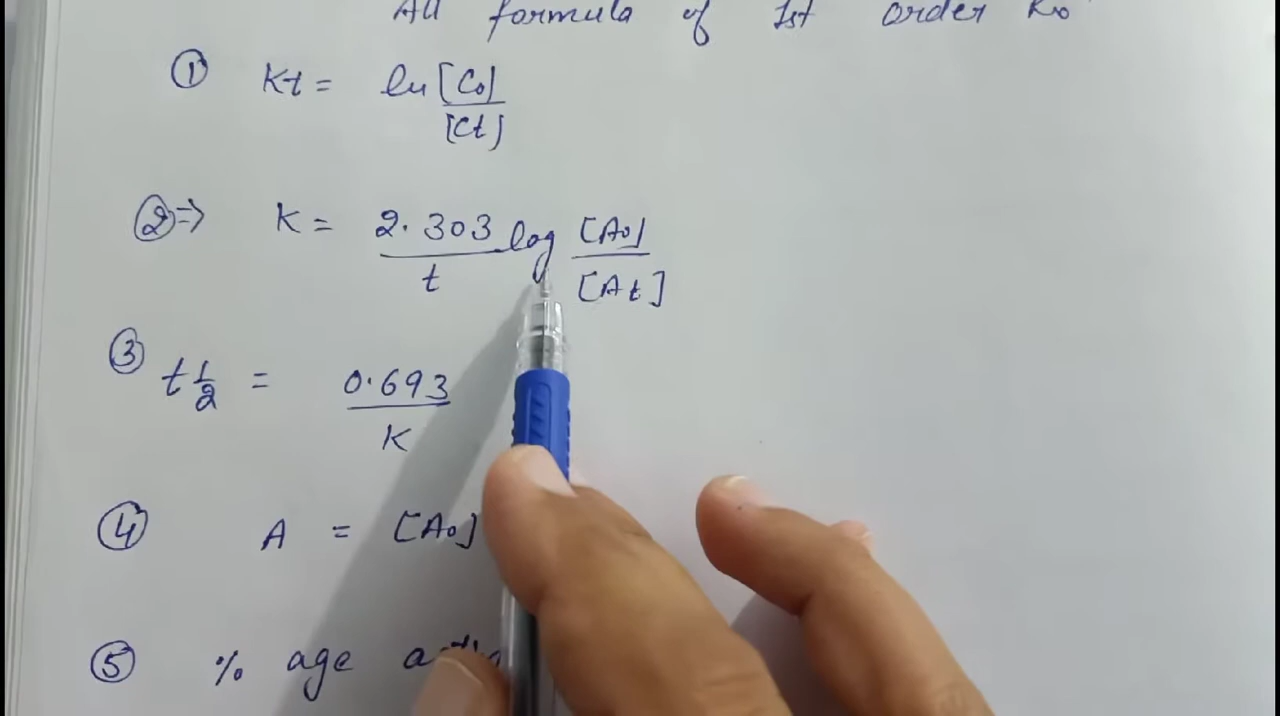 All formula of 1st order
① Kt = ln [C₀]/[Ct]
②⇒ K = 2.303/t log [A₀]/[At]
③ t½ = 0.693/K
④ A = [A₀]
⑤ % age